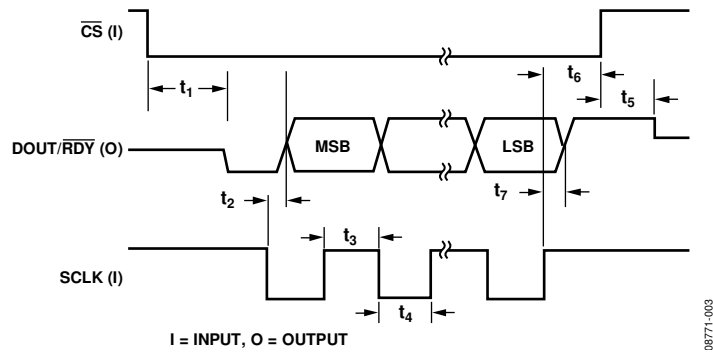 CS (I)
t6
t1
t5
DOUT/RDY (O)
MSB
LSB
t2
t7
t3
SCLK (I)
t4
I = INPUT, O = OUTPUT
08771-003